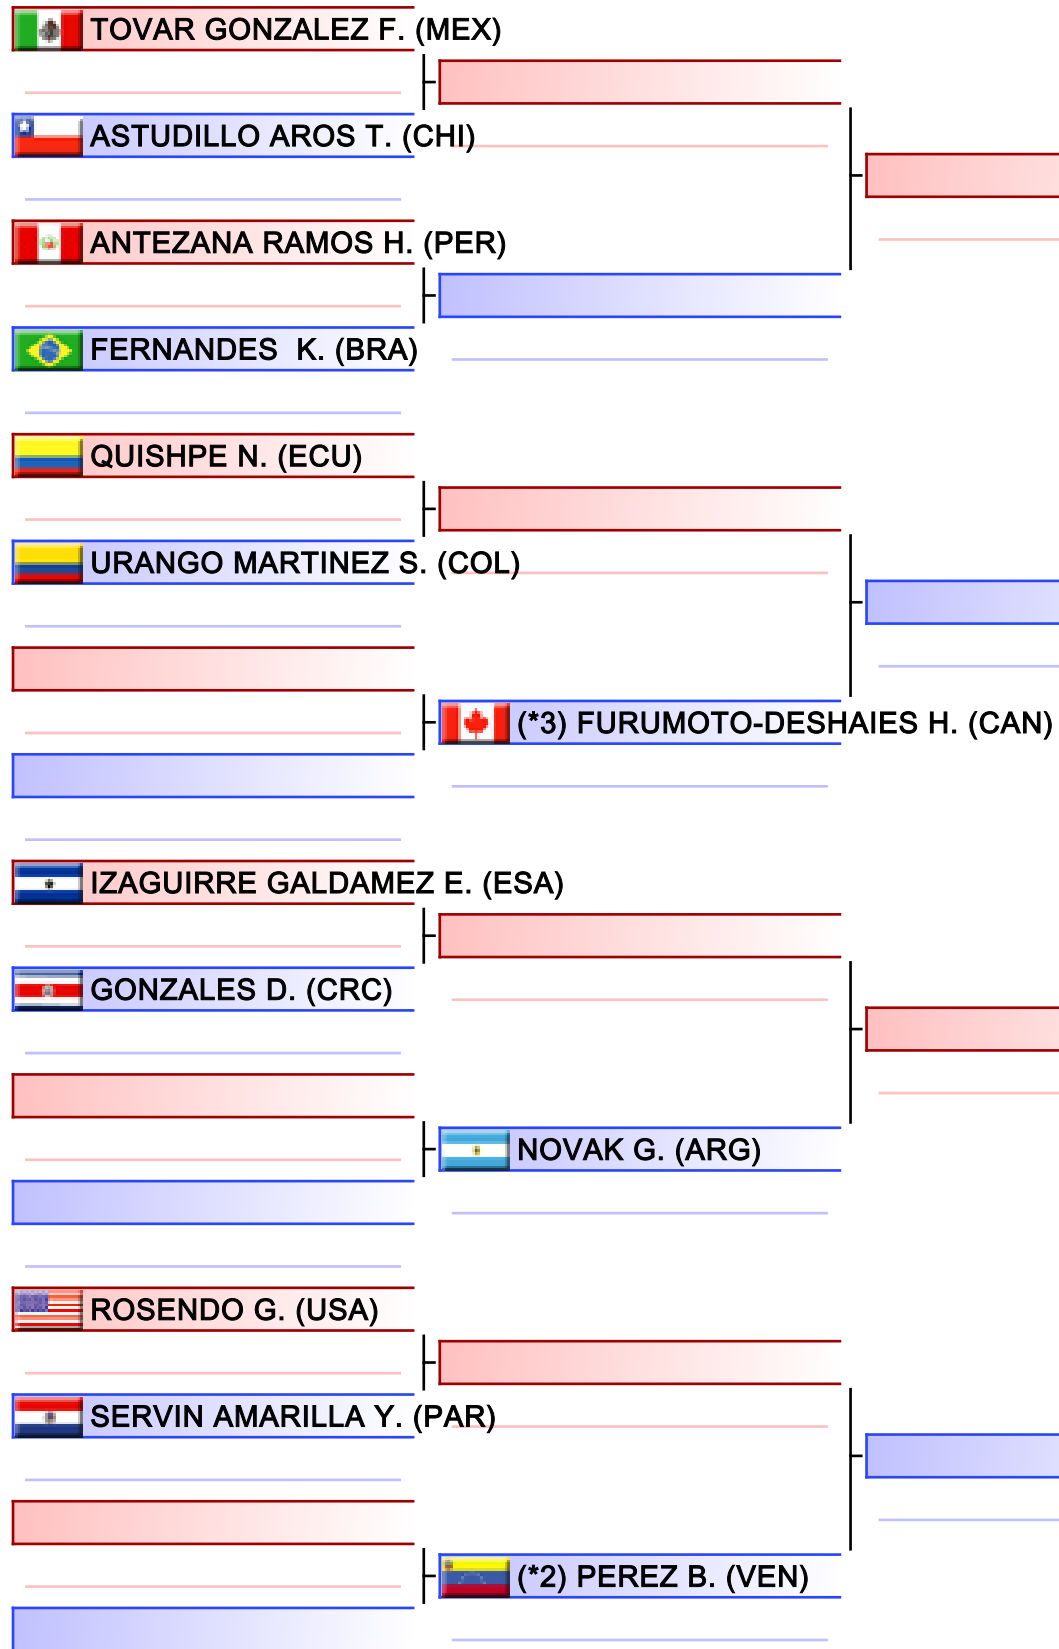 TOVAR GONZALEZ F. (MEX)
ASTUDILLO AROS T. (CHI)
ANTEZANA RAMOS H. (PER)
FERNANDES  K. (BRA)
QUISHPE N. (ECU)
URANGO MARTINEZ S. (COL)
(*3) FURUMOTO-DESHAIES H. (CAN)
IZAGUIRRE GALDAMEZ E. (ESA)
GONZALES D. (CRC)
NOVAK G. (ARG)
ROSENDO G. (USA)
SERVIN AMARILLA Y. (PAR)
(*2) PEREZ B. (VEN)